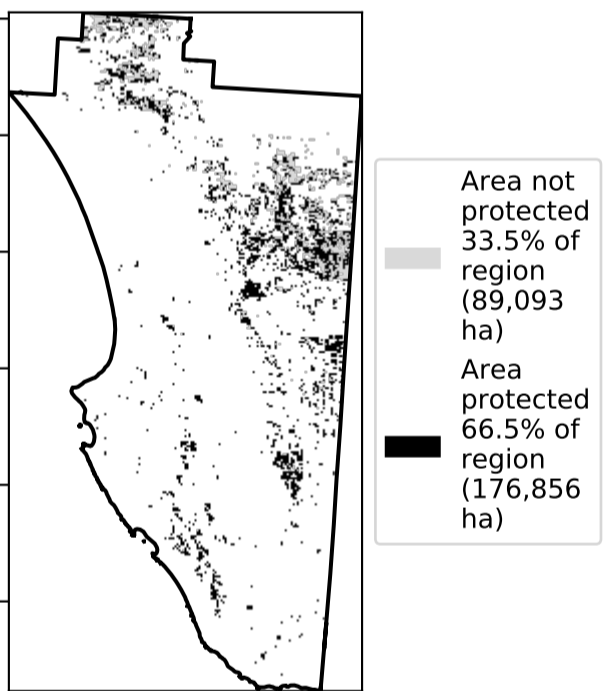 Area not
protected
33.5% of
region
(89,093
ha)
Area
protected
66.5% of
region
(176,856
ha)